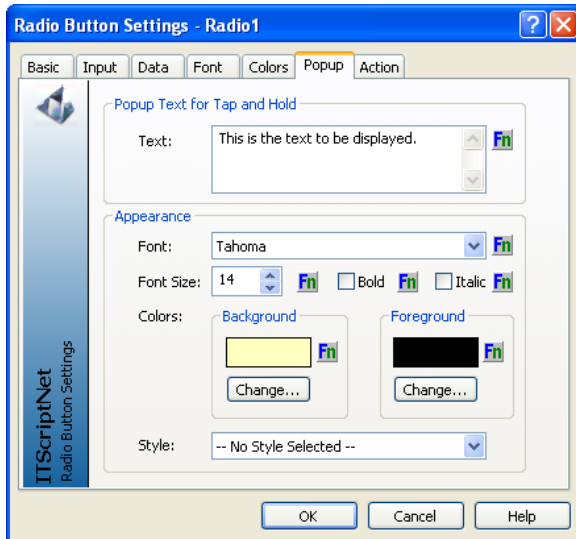 Radio Button Settings - Radio1
Basic Input Data Font Colors Popup Action
Popup Text for Tap and Hold
Text: This is the text to be displayed. Fn
Appearance
Font: Tahoma Fn
Font Size: 14 Fn Bold Fn Italic Fn
Colors: Background Foreground
Fn Fn
Change... Change...
Style: -- No Style Selected --
ITScriptNet
Radio Button Settings
OK Cancel Help